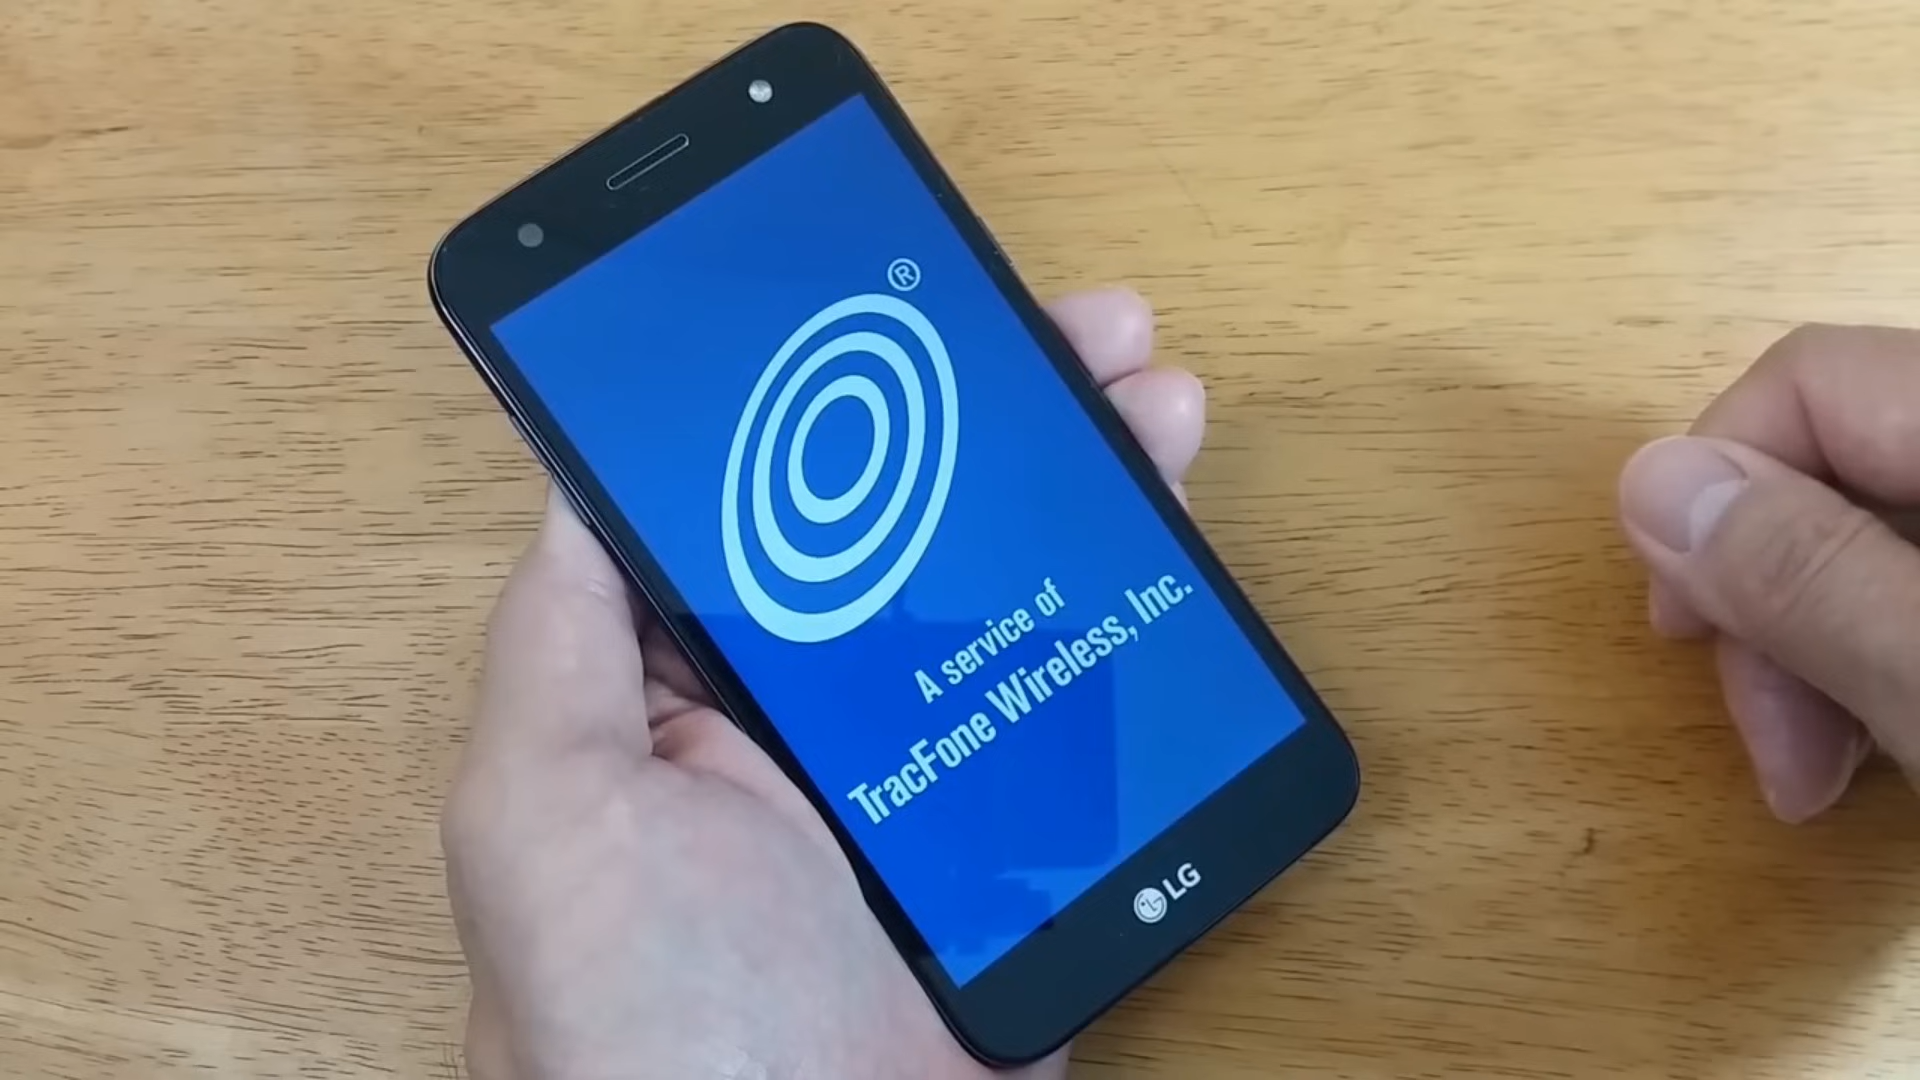 ®
A service of
TracFone Wireless, Inc.
LG